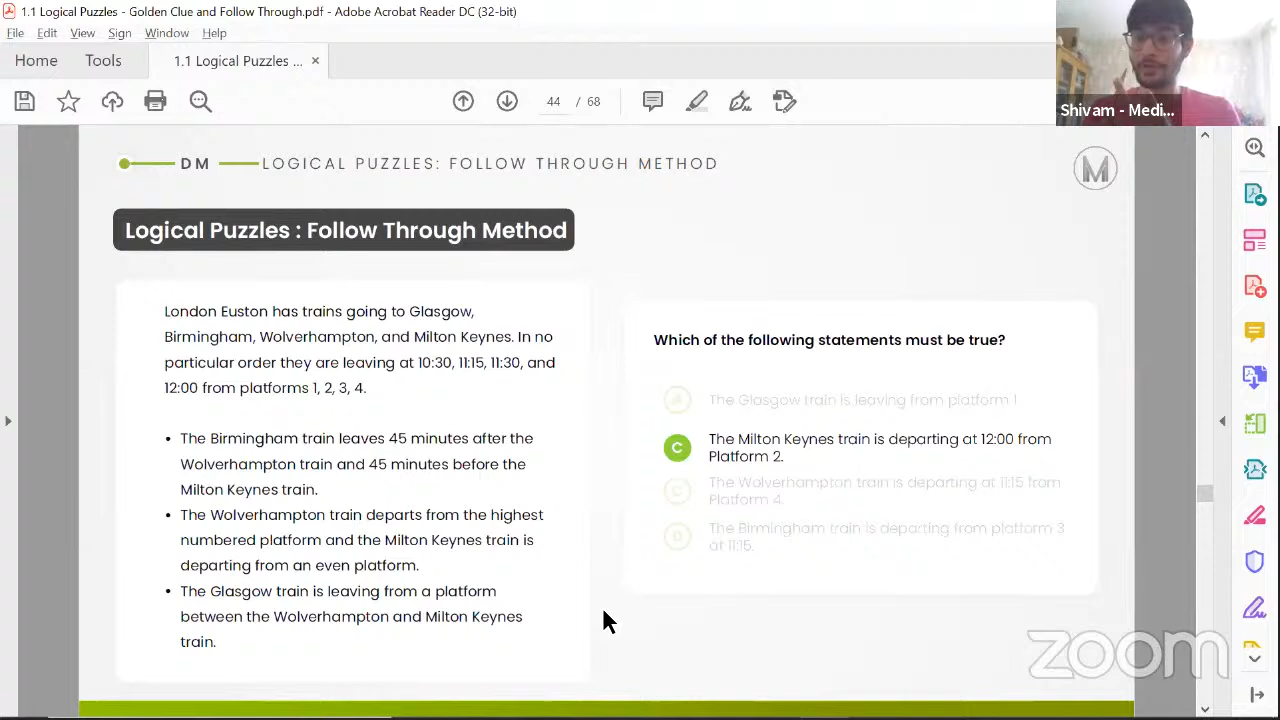 1.1 Logical Puzzles - Golden Clue and Follow Through.pdf - Adobe Acrobat Reader DC (32-bit)
File Edit View Sign Window Help
Home Tools 1.1 Logical Puzzles ... ×
44 / 68
Shivam - Medi...
DM LOGICAL PUZZLES: FOLLOW THROUGH METHOD
M
Logical Puzzles : Follow Through Method
London Euston has trains going to Glasgow,
Birmingham, Wolverhampton, and Milton Keynes. In no
particular order they are leaving at 10:30, 11:15, 11:30, and
12:00 from platforms 1, 2, 3, 4.
• The Birmingham train leaves 45 minutes after the
Wolverhampton train and 45 minutes before the
Milton Keynes train.
• The Wolverhampton train departs from the highest
numbered platform and the Milton Keynes train is
departing from an even platform.
• The Glasgow train is leaving from a platform
between the Wolverhampton and Milton Keynes
train.
Which of the following statements must be true?
A The Glasgow train is leaving from platform 1
C The Milton Keynes train is departing at 12:00 from
Platform 2.
The Wolverhampton train is departing at 11:15 from
Platform 4.
D The Birmingham train is departing from platform 3
at 11:15.
zoom